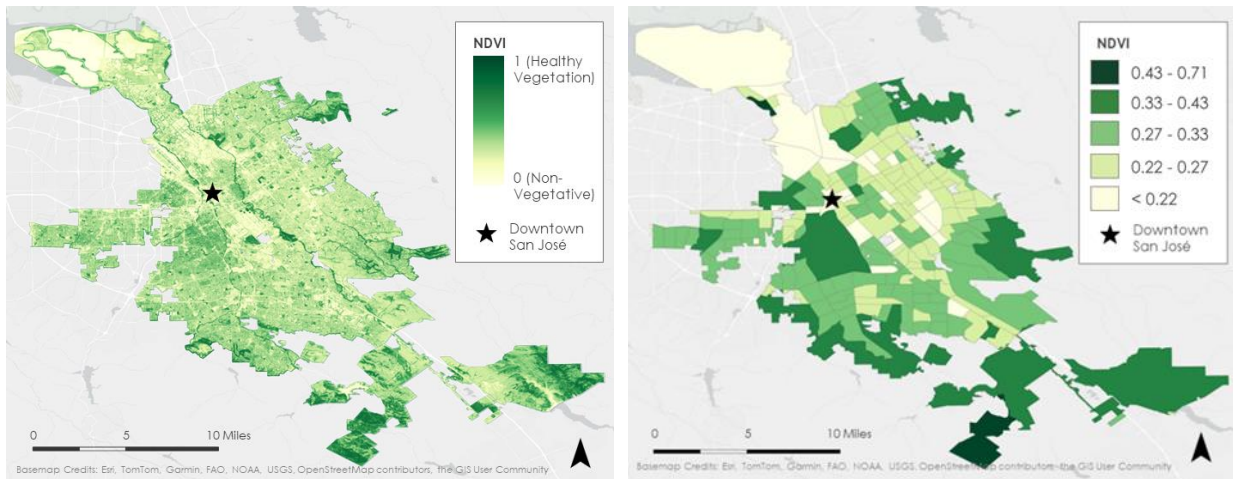 NDVI
1 (Healthy
Vegetation)
0 (Non-
Vegetative)
Downtown
San José
0 5 10 Miles
Basemap Credits: Esri, TomTom, Garmin, FAO, NOAA, USGS, OpenStreetMap contributors, the GIS User Community
NDVI
0.43 - 0.71
0.33 - 0.43
0.27 - 0.33
0.22 - 0.27
< 0.22
Downtown
San José
0 5 10 Miles
Basemap Credits: Esri, TomTom, Garmin, FAO, NOAA, USGS, OpenStreetMap contributors, the GIS User Community